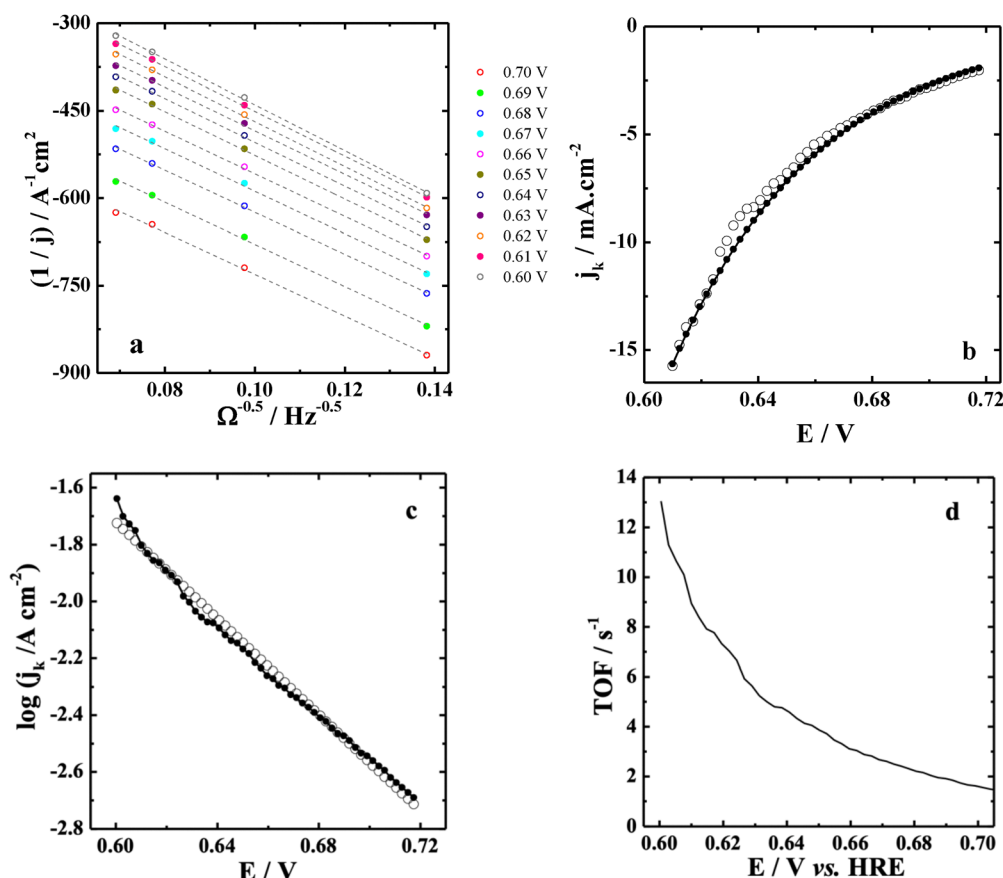 -300
-450
-600
-750
-900
(1 / j) / A⁻¹cm²
a
0.08 0.10 0.12 0.14
Ω⁻⁰·⁵ / Hz⁻⁰·⁵
0.70 V
0.69 V
0.68 V
0.67 V
0.66 V
0.65 V
0.64 V
0.63 V
0.62 V
0.61 V
0.60 V
0
-5
-10
-15
jₖ / mA.cm⁻²
b
0.60 0.64 0.68 0.72
E / V
-1.6
-1.8
-2.0
-2.2
-2.4
-2.6
-2.8
log (jₖ /A cm⁻²)
c
0.60 0.64 0.68 0.72
E / V
14
12
10
8
6
4
2
0
TOF / s⁻¹
d
0.60 0.62 0.64 0.66 0.68 0.70
E / V vs. HRE